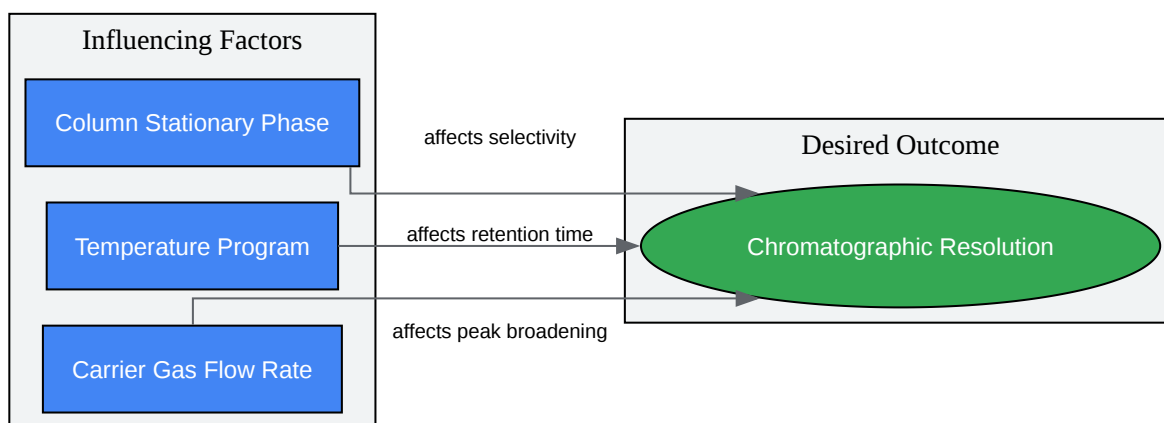 Influencing Factors
Column Stationary Phase
affects selectivity
Desired Outcome
Temperature Program
affects retention time
Chromatographic Resolution
affects peak broadening
Carrier Gas Flow Rate